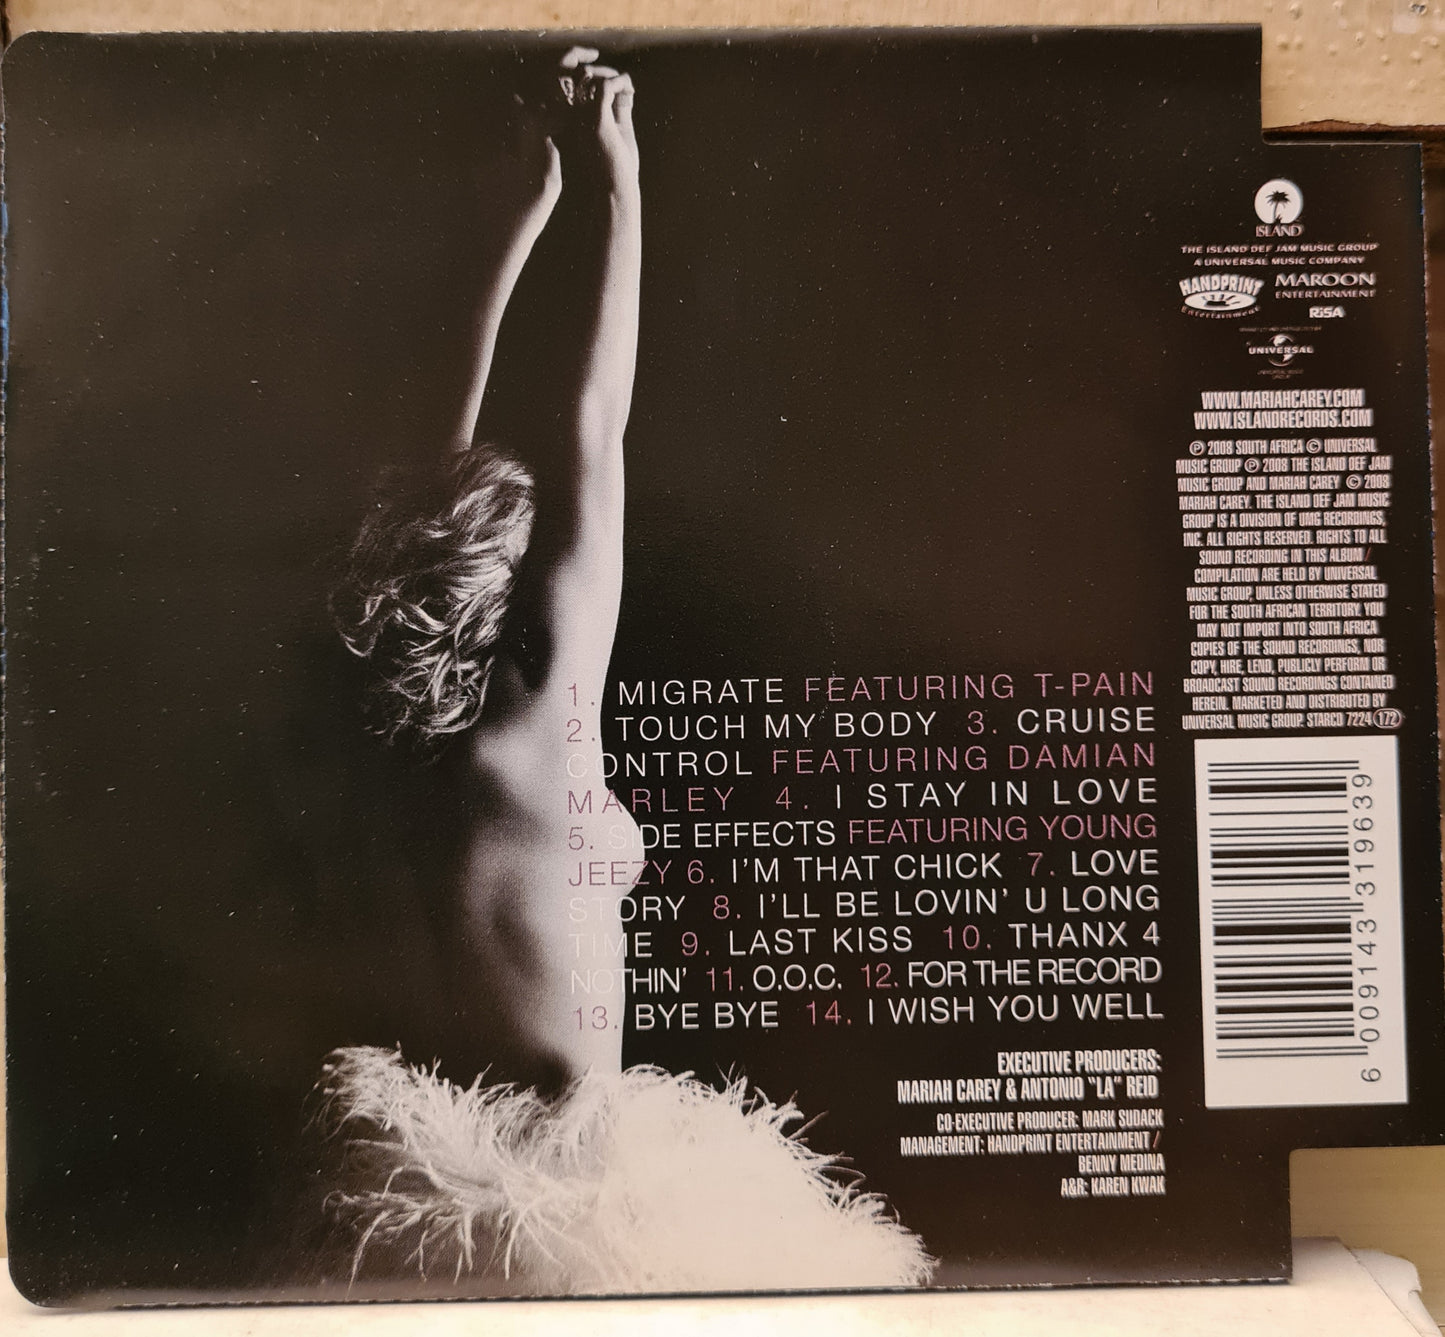 1. MIGRATE FEATURING T-PAIN
2. TOUCH MY BODY 3. CRUISE
CONTROL FEATURING DAMIAN
MARLEY 4. I STAY IN LOVE
5. SIDE EFFECTS FEATURING YOUNG
JEEZY 6. I'M THAT CHICK 7. LOVE
STORY 8. I'LL BE LOVIN' U LONG
TIME 9. LAST KISS 10. THANX 4
NOTHIN' 11. O.O.C. 12. FOR THE RECORD
13. BYE BYE 14. I WISH YOU WELL
EXECUTIVE PRODUCERS:
MARIAH CAREY & ANTONIO "LA" REID
CO-EXECUTIVE PRODUCER: MARK SUDACK
MANAGEMENT: HANDPRINT ENTERTAINMENT /
BENNY MEDINA
A&R: KAREN KWAK
ISLAND
THE ISLAND DEF JAM MUSIC GROUP
A UNIVERSAL MUSIC COMPANY
HANDPRINT
Entertainment
MAROON
ENTERTAINMENT
RiSA
UNIVERSAL
WWW.MARIAHCAREY.COM
WWW.ISLANDRECORDS.COM
℗ 2008 SOUTH AFRICA © UNIVERSAL
MUSIC GROUP ℗ 2008 THE ISLAND DEF JAM
MUSIC GROUP AND MARIAH CAREY © 2008
MARIAH CAREY. THE ISLAND DEF JAM MUSIC
GROUP IS A DIVISION OF UMG RECORDINGS,
INC. ALL RIGHTS RESERVED. RIGHTS TO ALL
SOUND RECORDING IN THIS ALBUM /
COMPILATION ARE HELD BY UNIVERSAL
MUSIC GROUP, UNLESS OTHERWISE STATED
FOR THE SOUTH AFRICAN TERRITORY. YOU
MAY NOT IMPORT INTO SOUTH AFRICA
COPIES OF THE SOUND RECORDINGS, NOR
COPY, HIRE, LEND, PUBLICLY PERFORM OR
BROADCAST SOUND RECORDINGS CONTAINED
HEREIN. MARKETED AND DISTRIBUTED BY
UNIVERSAL MUSIC GROUP. STARCD 7224 172
6 009143 319639